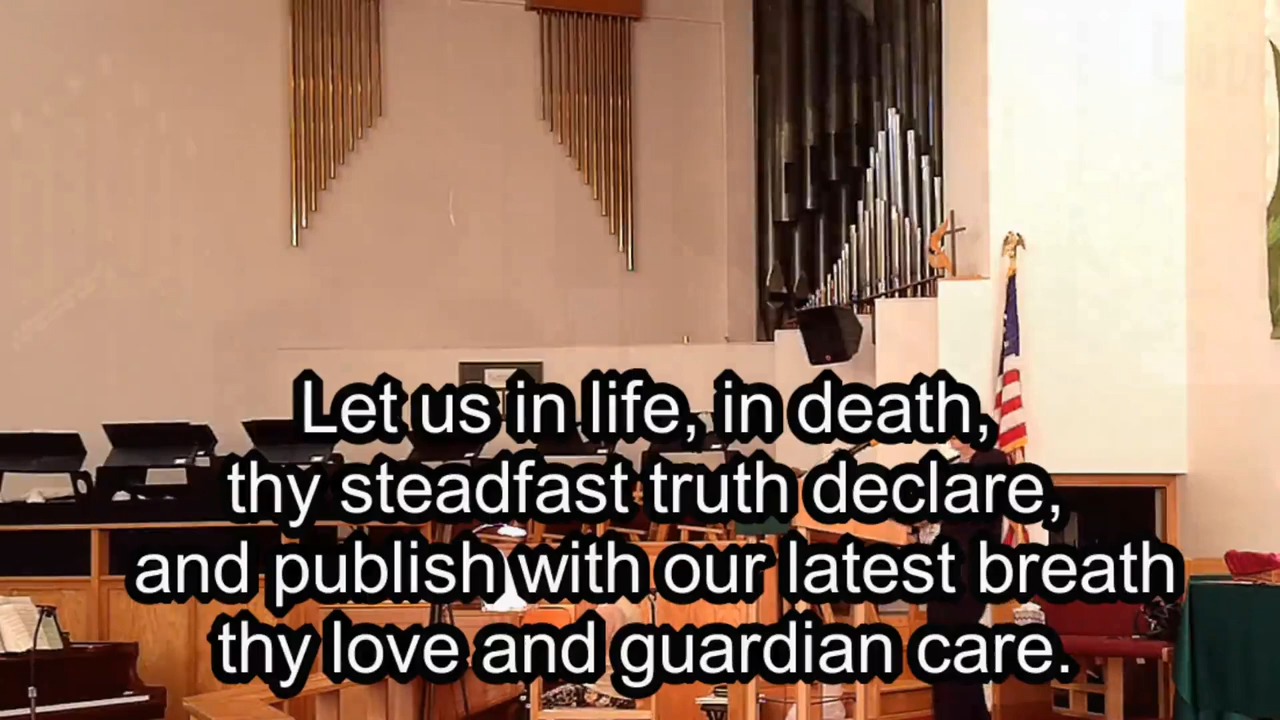 Let us in life, in death,
thy steadfast truth declare,
and publish with our latest breath
thy love and guardian care.